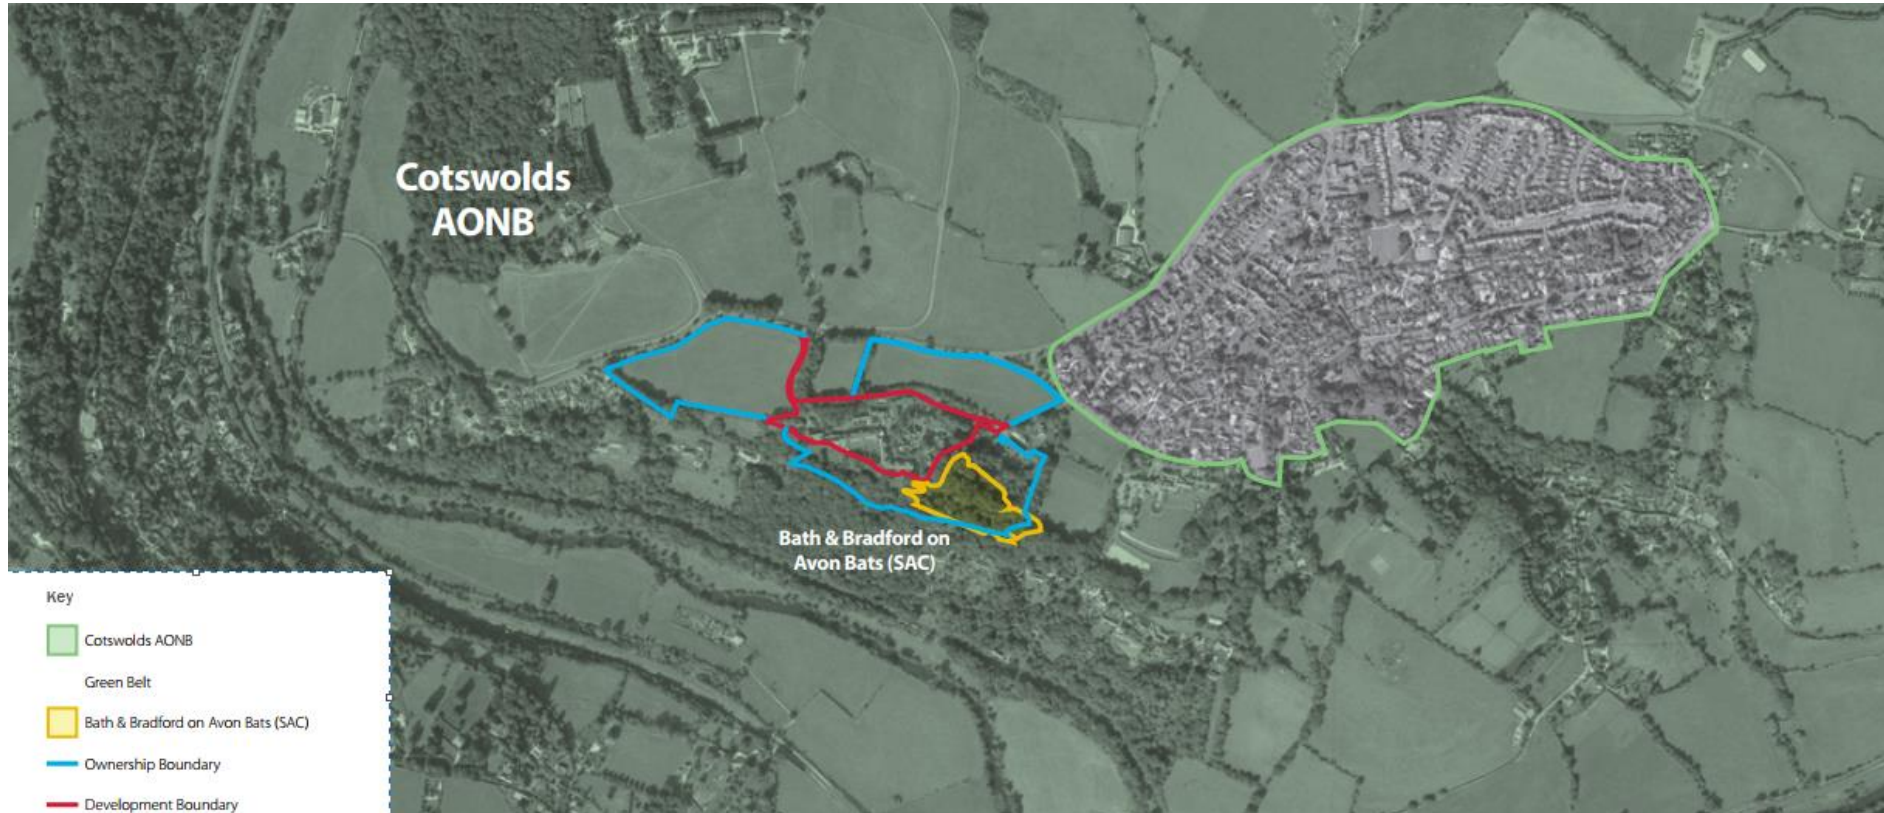 Cotswolds
AONB
Bath & Bradford on
Avon Bats (SAC)
Key
Cotswolds AONB
Green Belt
Bath & Bradford on Avon Bats (SAC)
Ownership Boundary
Development Boundary